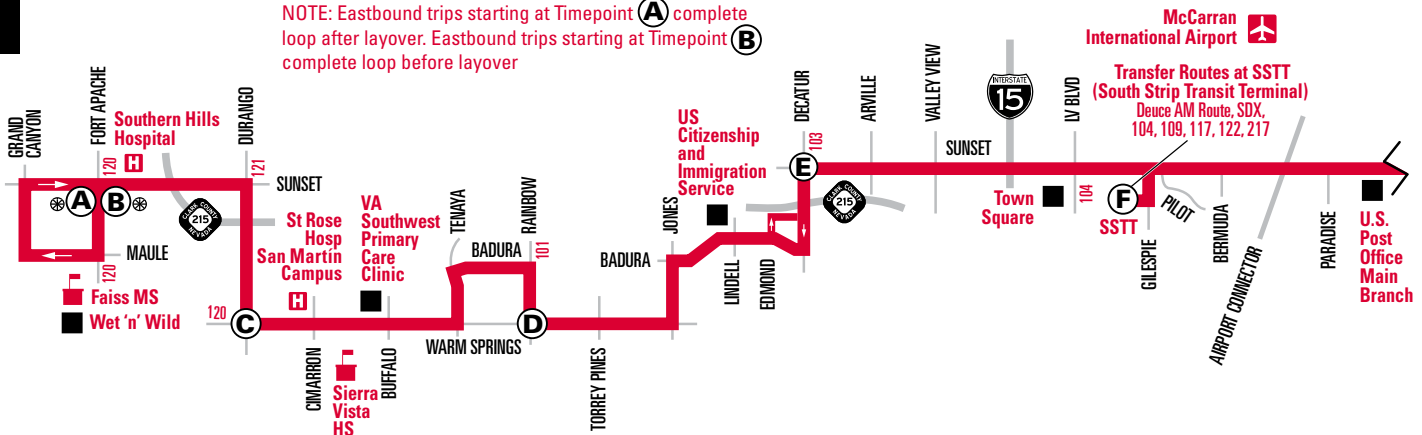 NOTE: Eastbound trips starting at Timepoint A complete
loop after layover. Eastbound trips starting at Timepoint B
complete loop before layover
McCarran
International Airport
Transfer Routes at SSTT
(South Strip Transit Terminal)
Deuce AM Route, SDX,
104, 109, 117, 122, 217
GRAND
CANYON
FORT APACHE
120
Southern Hills
Hospital
H
DURANGO
121
SUNSET
A
B
MAULE
120
Faiss MS
Wet ‘n’ Wild
CLARK COUNTY
215
NEVADA
St Rose
Hosp
San Martín
Campus
H
VA
Southwest
Primary
Care
Clinic
120
C
CIMARRON
Sierra
Vista
HS
BUFFALO
TENAYA
BADURA
RAINBOW
101
WARM SPRINGS
D
TORREY PINES
BADURA
JONES
US
Citizenship
and
Immigration
Service
LINDELL
EDMOND
DECATUR
103
E
CLARK COUNTY
215
NEVADA
ARVILLE
VALLEY VIEW
SUNSET
INTERSTATE
15
LV BLVD
104
Town
Square
F
SSTT
GILESPIE
PILOT
BERMUDA
AIRPORT CONNECTOR
PARADISE
U.S.
Post
Office
Main
Branch